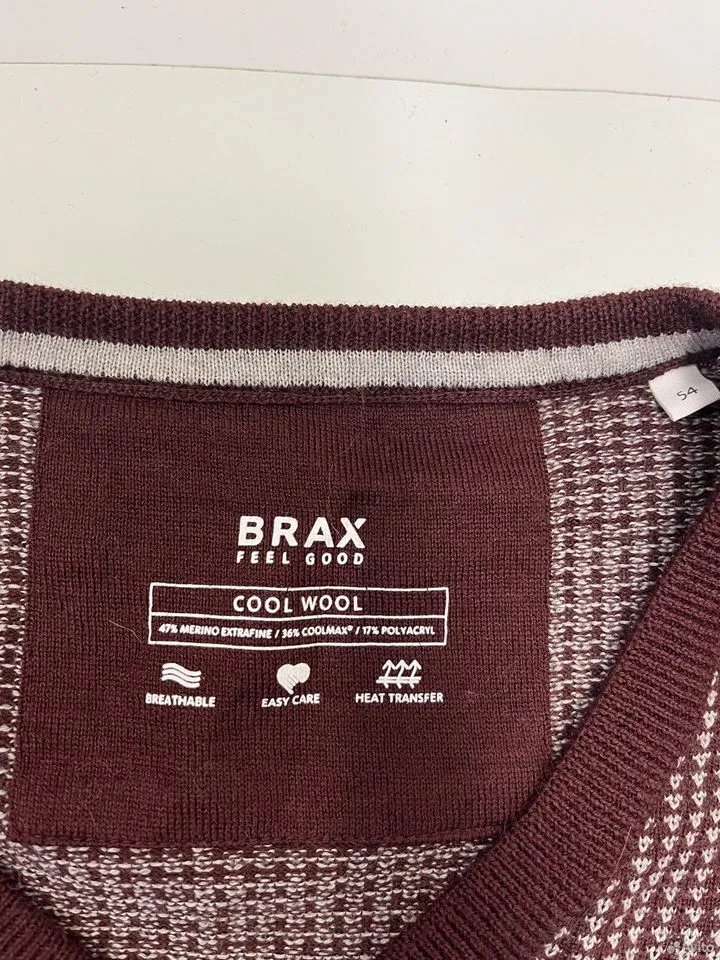 54
BRAX
FEEL GOOD
COOL WOOL
47% MERINO EXTRAFINE / 36% COOLMAX® / 17% POLYACRYL
BREATHABLE
EASY CARE
HEAT TRANSFER